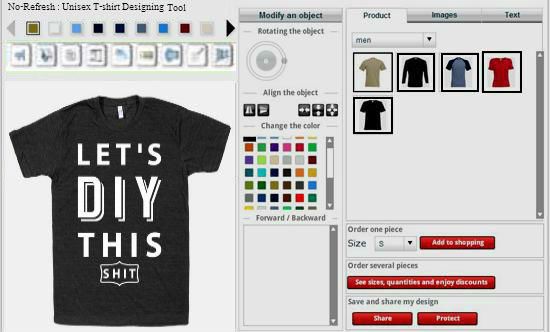 No-Refresh : Unisex T-shirt Designing Tool
LET'S
DIY
THIS
SHIT
Modify an object
Rotating the object
Align the object
Change the color
Forward / Backward
Product
Images
Text
men
Order one piece
Size
S
Add to shopping
Order several pieces
See sizes, quantities and enjoy discounts
Save and share my design
Share
Protect